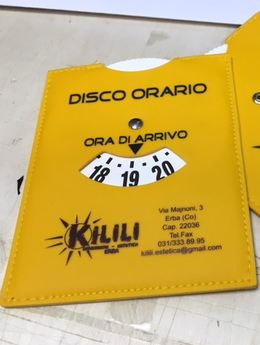 DISCO ORARIO
ORA DI ARRIVO
18 19 20
KILILI
ERBA
Via Majnoni, 3
Erba (Co)
Cap. 22036
Tel.Fax
031/333.89.95
kilili.estetica@gmail.com